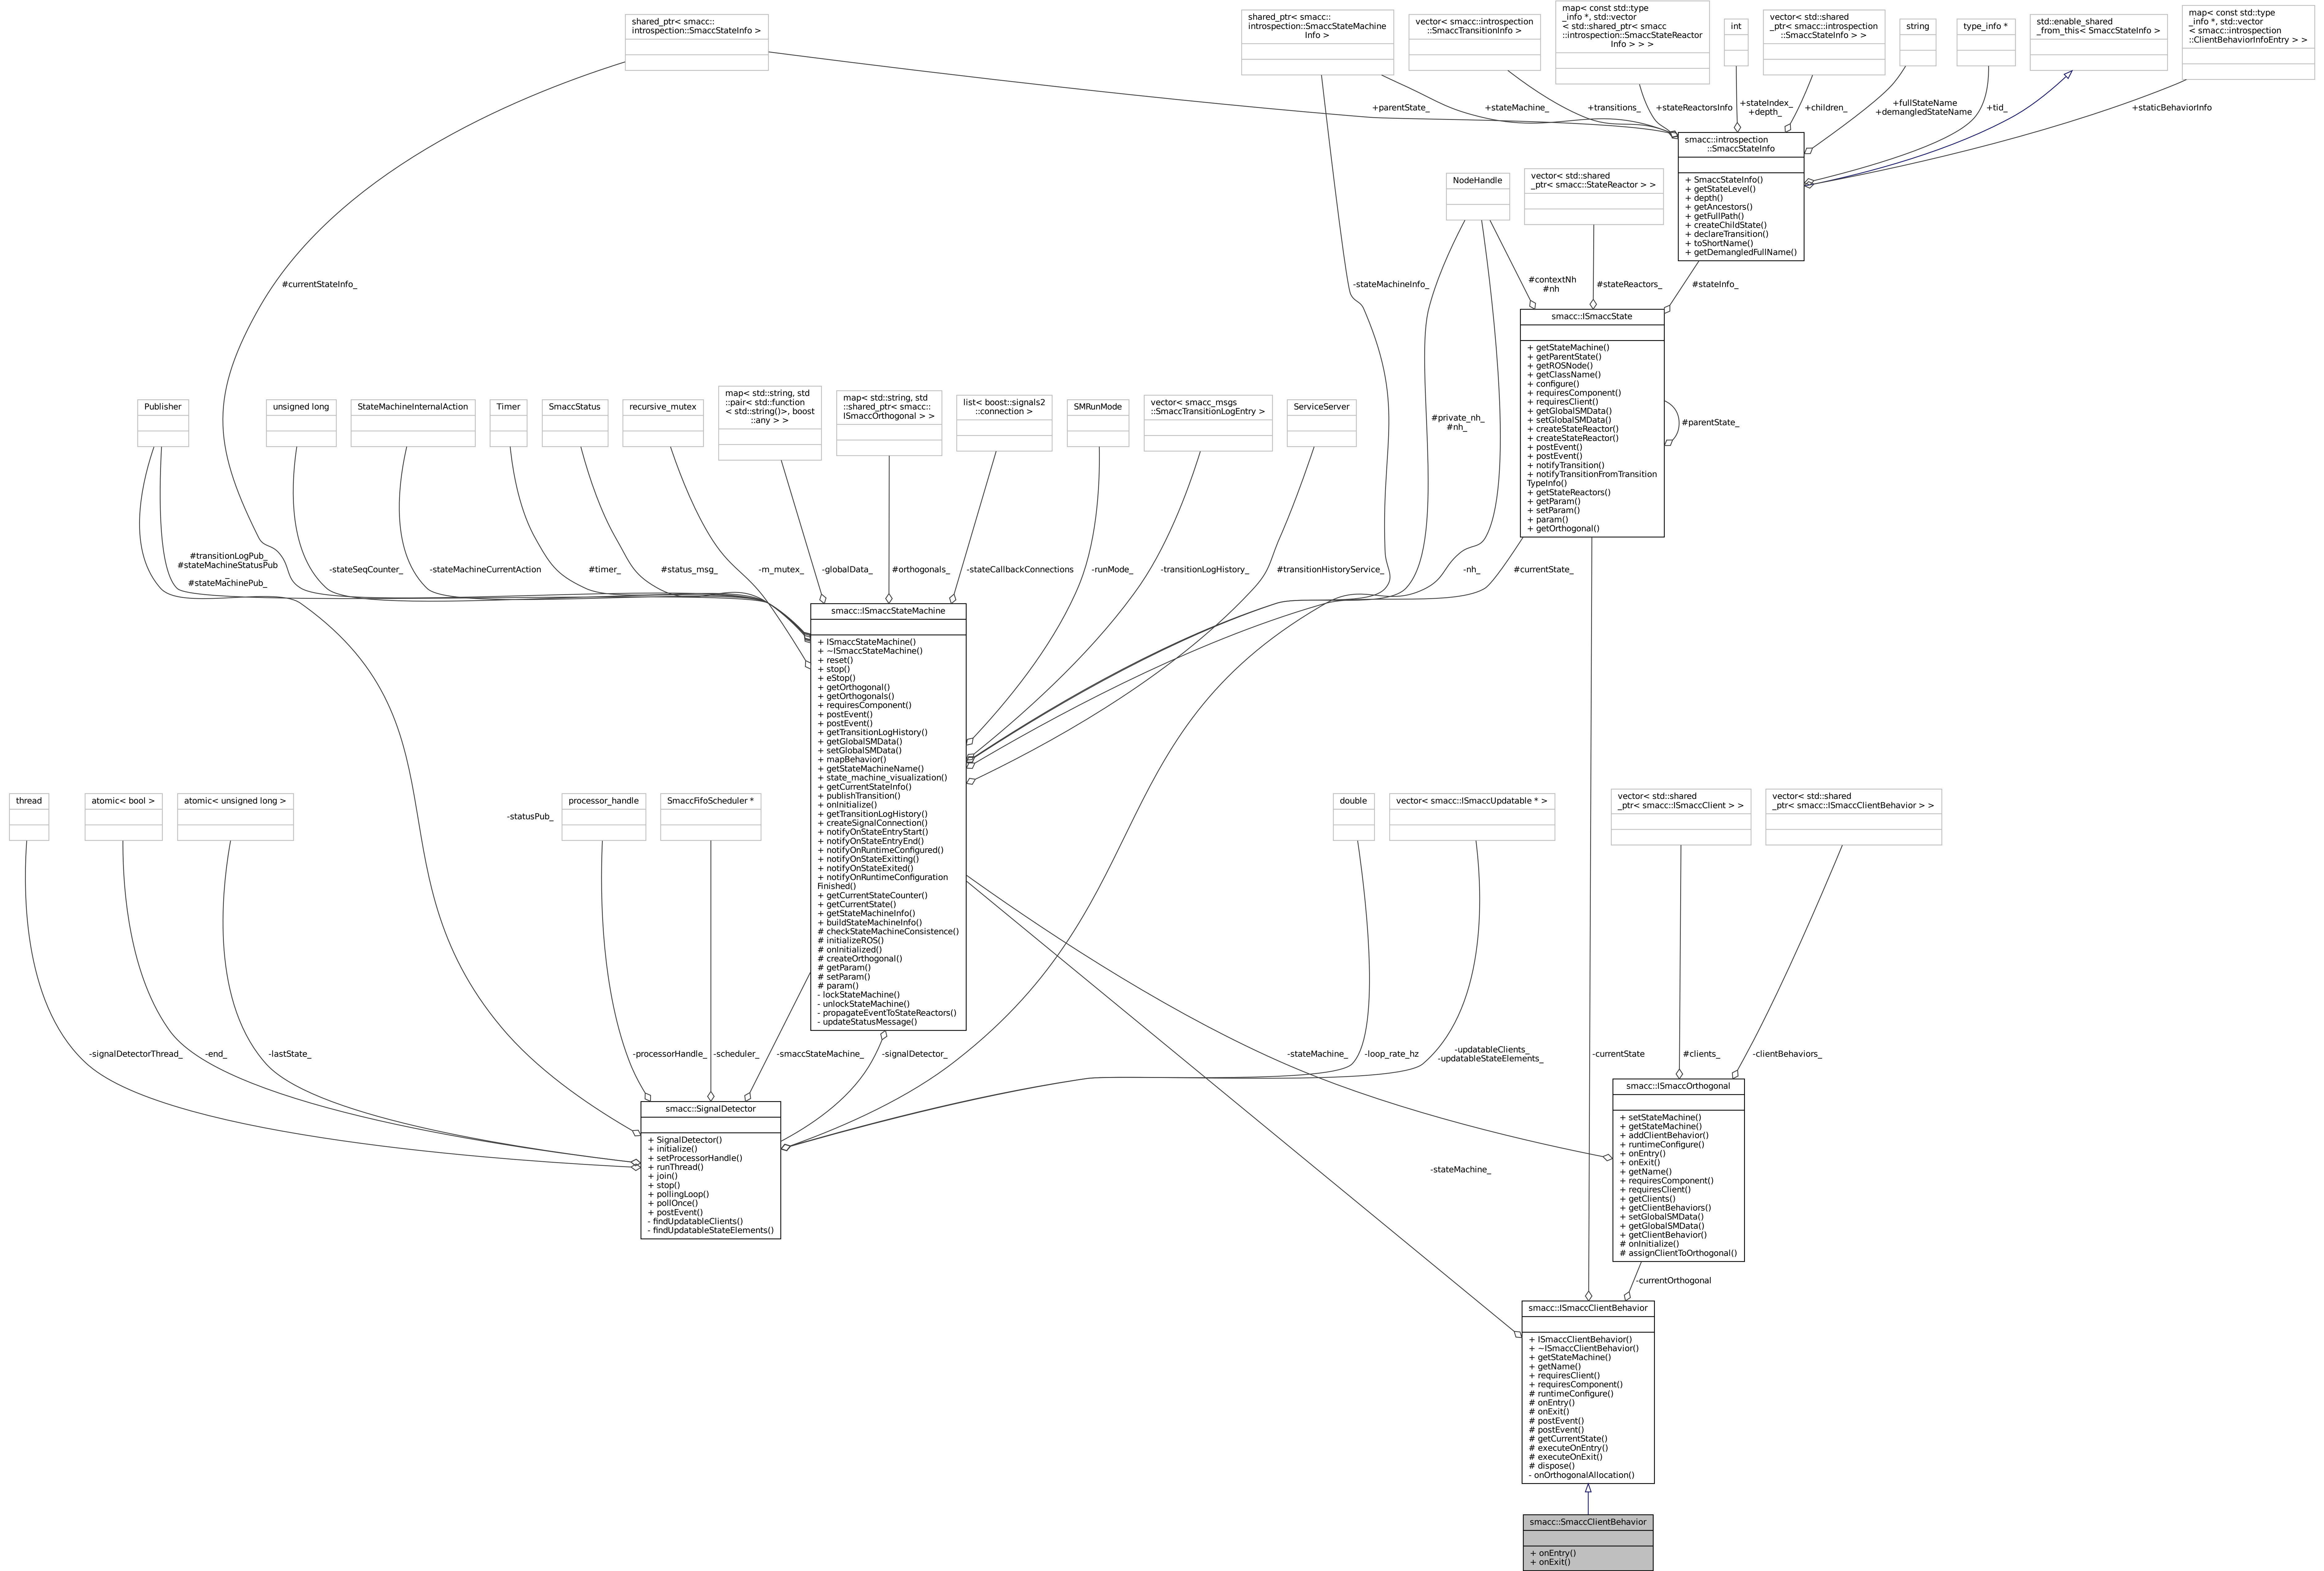 shared_ptr< smacc::
introspection::SmaccStateInfo >
shared_ptr< smacc::
introspection::SmaccStateMachine
Info >
vector< smacc::introspection
::SmaccTransitionInfo >
map< const std::type
_info *, std::vector
< std::shared_ptr< smacc
::introspection::SmaccStateReactor
Info > > >
int
vector< std::shared
_ptr< smacc::introspection
::SmaccStateInfo > >
string
type_info *
std::enable_shared
_from_this< SmaccStateInfo >
map< const std::type
_info *, std::vector
< smacc::introspection
::ClientBehaviorInfoEntry > >
+parentState_
+stateMachine_
+transitions_
+stateReactorsInfo
+stateIndex_
+depth_
+children_
+fullStateName
+demangledStateName
+tid_
+staticBehaviorInfo
smacc::introspection
::SmaccStateInfo
+ SmaccStateInfo()
+ getStateLevel()
+ depth()
+ getAncestors()
+ getFullPath()
+ createChildState()
+ declareTransition()
+ toShortName()
+ getDemangledFullName()
NodeHandle
vector< std::shared
_ptr< smacc::StateReactor > >
#currentStateInfo_
-stateMachineInfo_
#contextNh
#nh
#stateReactors_
#stateInfo_
smacc::ISmaccState
+ getStateMachine()
+ getParentState()
+ getROSNode()
+ getClassName()
+ configure()
+ requiresComponent()
+ requiresClient()
+ getGlobalSMData()
+ setGlobalSMData()
+ createStateReactor()
+ createStateReactor()
+ postEvent()
+ postEvent()
+ notifyTransition()
+ notifyTransitionFromTransition
TypeInfo()
+ getStateReactors()
+ getParam()
+ setParam()
+ param()
+ getOrthogonal()
#parentState_
Publisher
unsigned long
StateMachineInternalAction
Timer
SmaccStatus
recursive_mutex
map< std::string, std
::pair< std::function
< std::string()>, boost
::any > >
map< std::string, std
::shared_ptr< smacc::
ISmaccOrthogonal > >
list< boost::signals2
::connection >
SMRunMode
vector< smacc_msgs
::SmaccTransitionLogEntry >
ServiceServer
#private_nh_
#nh_
#transitionLogPub_
#stateMachineStatusPub
_
#stateMachinePub_
-stateSeqCounter_
-stateMachineCurrentAction
#timer_
#status_msg_
-m_mutex_
-globalData_
#orthogonals_
-stateCallbackConnections
-runMode_
-transitionLogHistory_
#transitionHistoryService_
-nh_
#currentState_
smacc::ISmaccStateMachine
+ ISmaccStateMachine()
+ ~ISmaccStateMachine()
+ reset()
+ stop()
+ eStop()
+ getOrthogonal()
+ getOrthogonals()
+ requiresComponent()
+ postEvent()
+ postEvent()
+ getTransitionLogHistory()
+ getGlobalSMData()
+ setGlobalSMData()
+ mapBehavior()
+ getStateMachineName()
+ state_machine_visualization()
+ getCurrentStateInfo()
+ publishTransition()
+ onInitialize()
+ getTransitionLogHistory()
+ createSignalConnection()
+ notifyOnStateEntryStart()
+ notifyOnStateEntryEnd()
+ notifyOnRuntimeConfigured()
+ notifyOnStateExitting()
+ notifyOnStateExited()
+ notifyOnRuntimeConfiguration
Finished()
+ getCurrentStateCounter()
+ getCurrentState()
+ getStateMachineInfo()
+ buildStateMachineInfo()
# checkStateMachineConsistence()
# initializeROS()
# onInitialized()
# createOrthogonal()
# getParam()
# setParam()
# param()
- lockStateMachine()
- unlockStateMachine()
- propagateEventToStateReactors()
- updateStatusMessage()
thread
atomic< bool >
atomic< unsigned long >
-statusPub_
processor_handle
SmaccFifoScheduler *
double
vector< smacc::ISmaccUpdatable * >
vector< std::shared
_ptr< smacc::ISmaccClient > >
vector< std::shared
_ptr< smacc::ISmaccClientBehavior > >
-signalDetectorThread_
-end_
-lastState_
-processorHandle_
-scheduler_
-smaccStateMachine_
-signalDetector_
-stateMachine_
-loop_rate_hz
-updatableClients_
-updatableStateElements_
-currentState
#clients_
-clientBehaviors_
smacc::SignalDetector
+ SignalDetector()
+ initialize()
+ setProcessorHandle()
+ runThread()
+ join()
+ stop()
+ pollingLoop()
+ pollOnce()
+ postEvent()
- findUpdatableClients()
- findUpdatableStateElements()
-stateMachine_
smacc::ISmaccOrthogonal
+ setStateMachine()
+ getStateMachine()
+ addClientBehavior()
+ runtimeConfigure()
+ onEntry()
+ onExit()
+ getName()
+ requiresComponent()
+ requiresClient()
+ getClients()
+ getClientBehaviors()
+ setGlobalSMData()
+ getGlobalSMData()
+ getClientBehavior()
# onInitialize()
# assignClientToOrthogonal()
-currentOrthogonal
smacc::ISmaccClientBehavior
+ ISmaccClientBehavior()
+ ~ISmaccClientBehavior()
+ getStateMachine()
+ getName()
+ requiresClient()
+ requiresComponent()
# runtimeConfigure()
# onEntry()
# onExit()
# postEvent()
# postEvent()
# getCurrentState()
# executeOnEntry()
# executeOnExit()
# dispose()
- onOrthogonalAllocation()
smacc::SmaccClientBehavior
+ onEntry()
+ onExit()